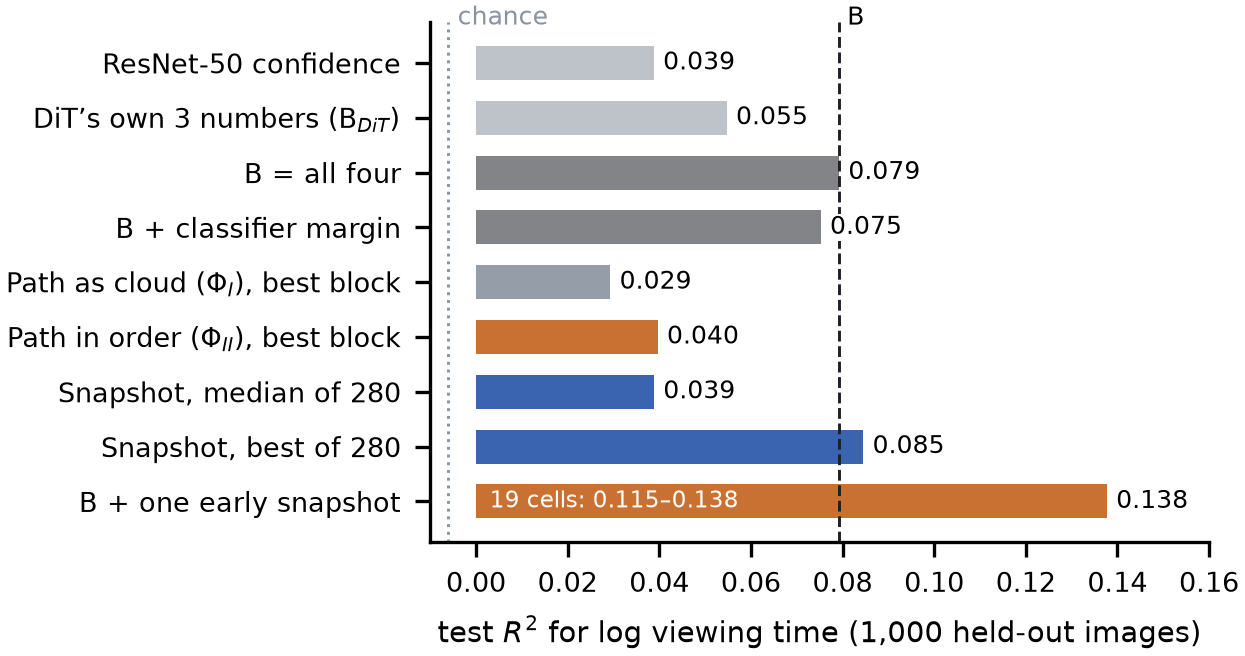 chance B
ResNet-50 confidence 0.039
DiT’s own 3 numbers (B_DiT) 0.055
B = all four 0.079
B + classifier margin 0.075
Path as cloud (Φ_I), best block 0.029
Path in order (Φ_II), best block 0.040
Snapshot, median of 280 0.039
Snapshot, best of 280 0.085
B + one early snapshot 19 cells: 0.115–0.138 0.138
0.00 0.02 0.04 0.06 0.08 0.10 0.12 0.14 0.16
test R² for log viewing time (1,000 held-out images)